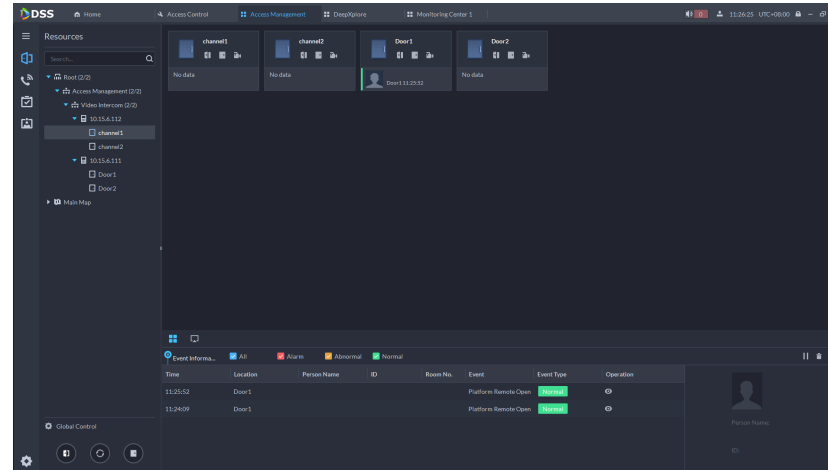 DSS
Home
Access Control
Access Management
DeepXplore
Monitoring Center 1
0
11:26:25 UTC+08:00
Resources
Search...
Root (2/2)
Access Management (2/2)
Video Intercom (2/2)
10.15.6.112
channel1
channel2
10.15.6.111
Door1
Door2
Main Map
channel1
No data
channel2
No data
Door1
Door1 11:25:52
Door2
No data
Event Informa...
All
Alarm
Abnormal
Normal
Time Location Person Name ID Room No. Event Event Type Operation
11:25:52 Door1 Platform Remote Open Normal
11:24:09 Door1 Platform Remote Open Normal
Person Name:
ID:
Global Control